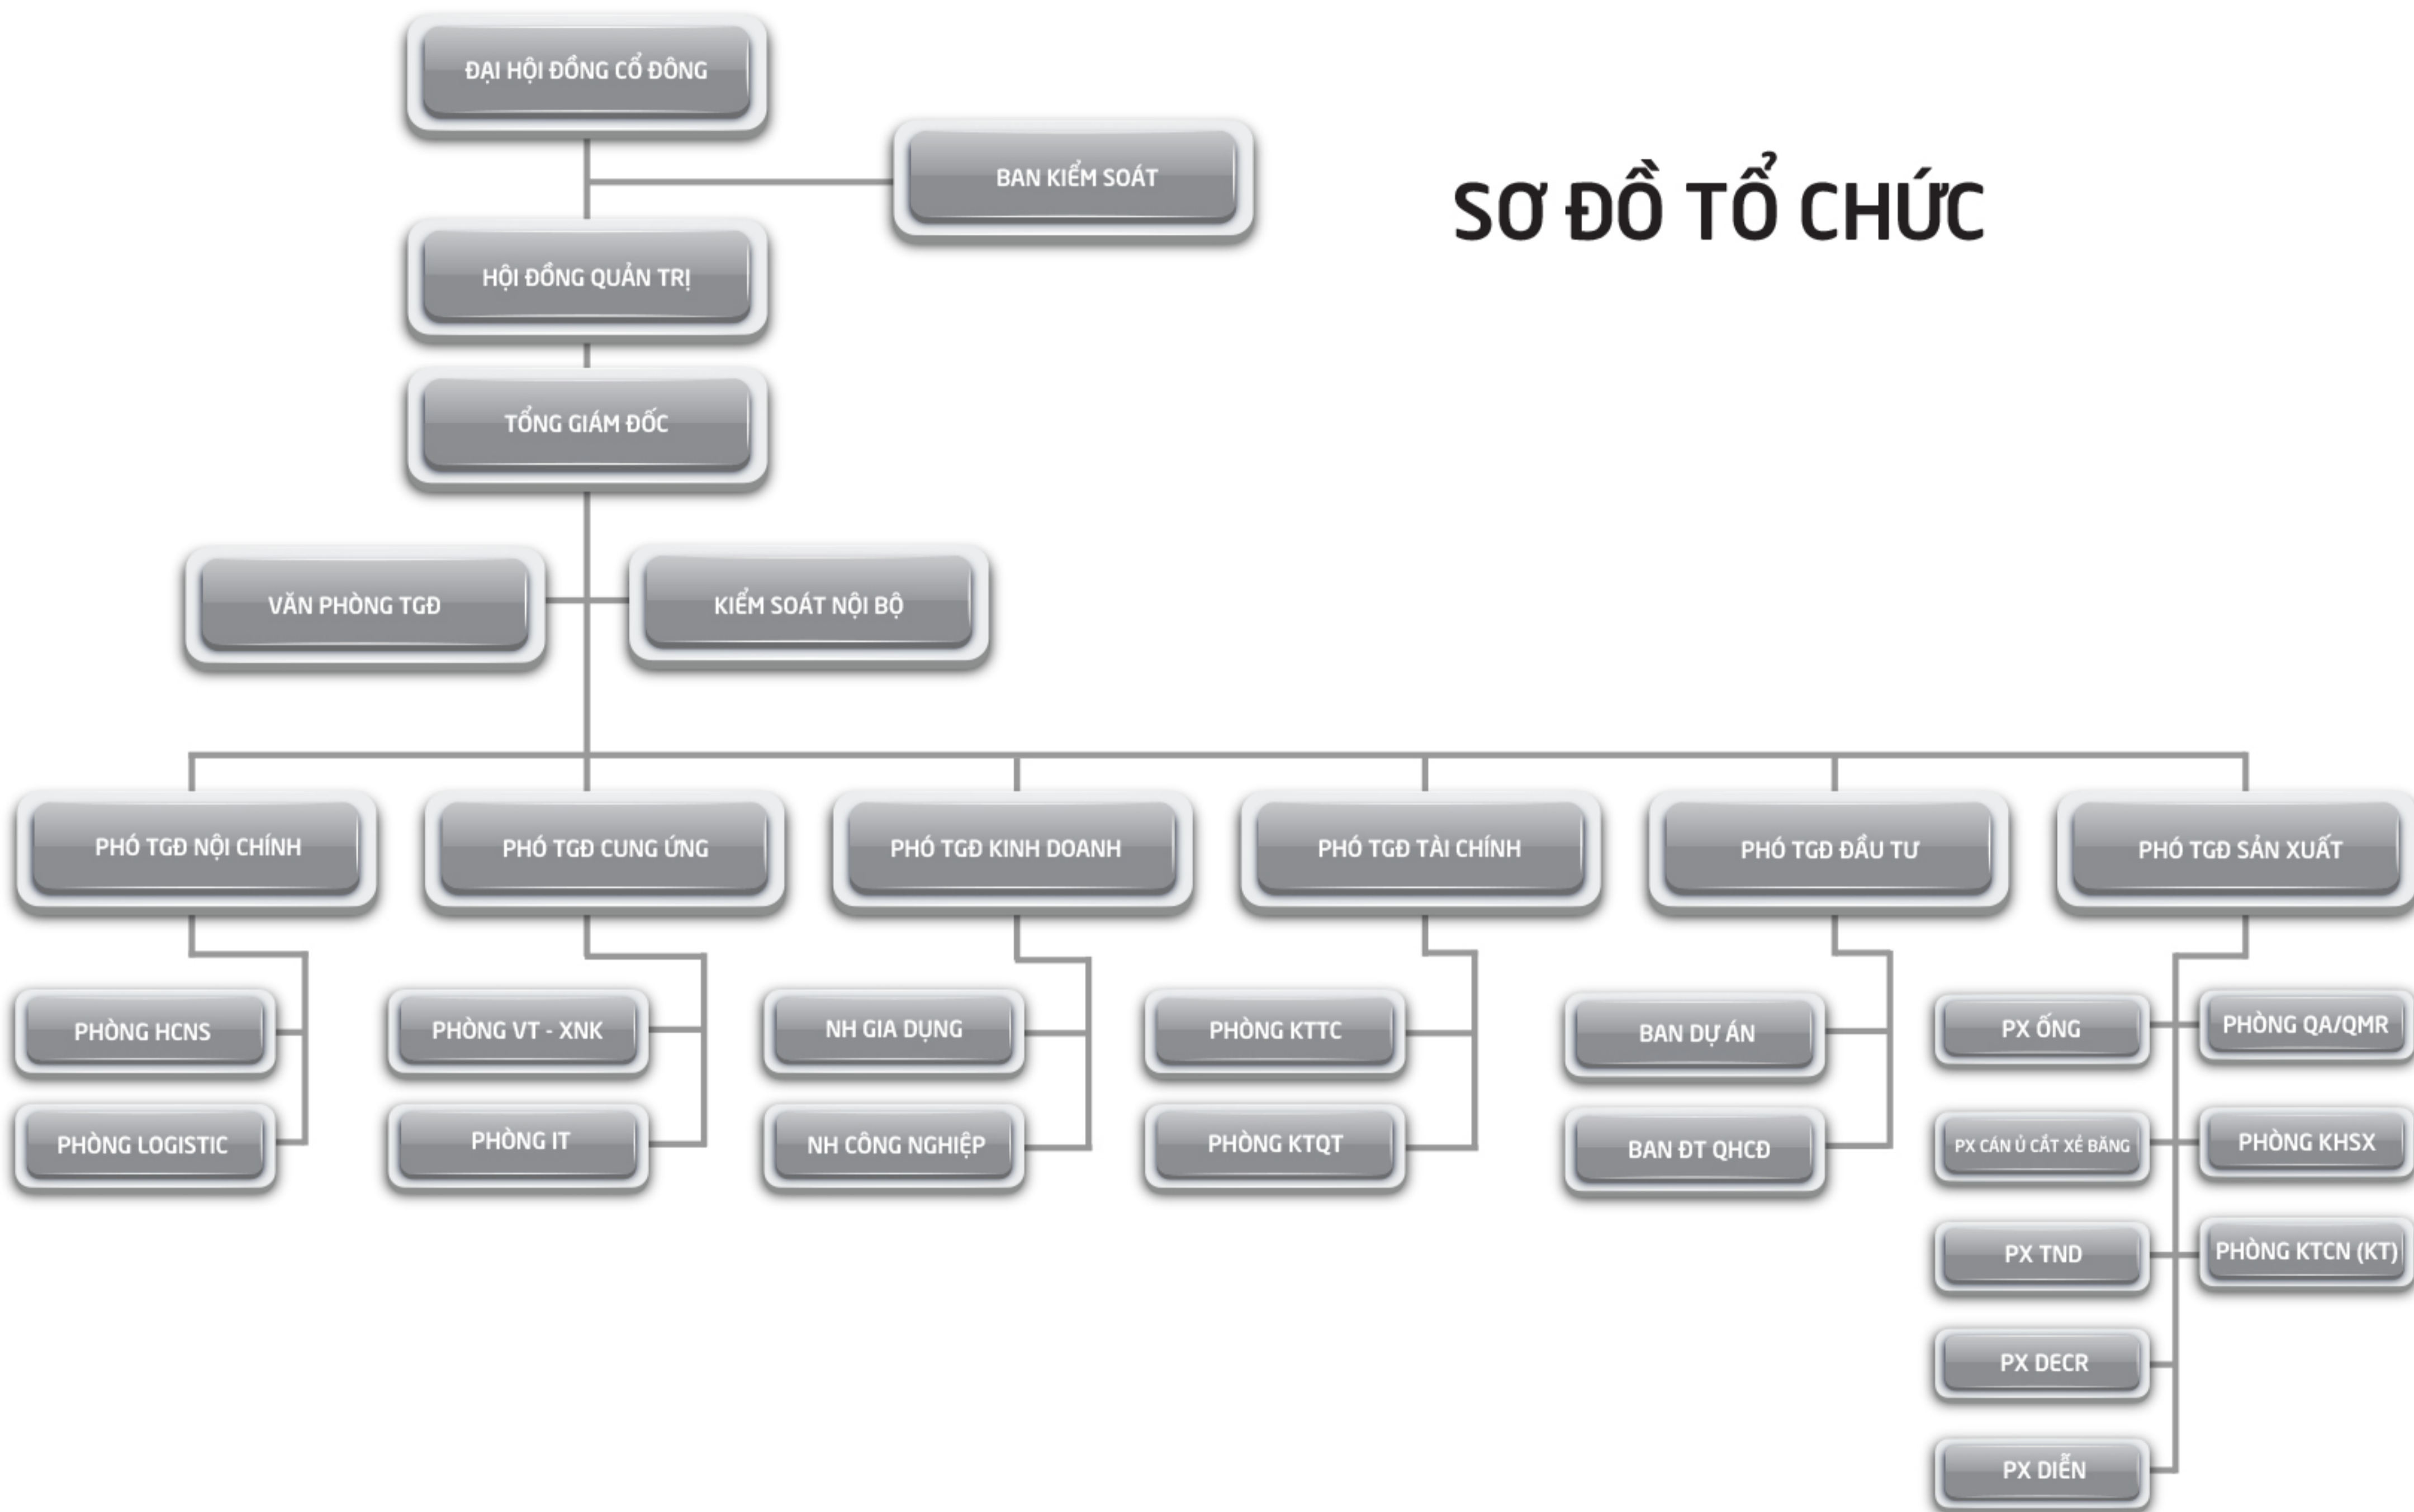 ĐẠI HỘI ĐỒNG CỔ ĐÔNG
BAN KIỂM SOÁT
SƠ ĐỒ TỔ CHỨC
HỘI ĐỒNG QUẢN TRỊ
TỔNG GIÁM ĐỐC
VĂN PHÒNG TGĐ
KIỂM SOÁT NỘI BỘ
PHÓ TGĐ NỘI CHÍNH
PHÓ TGĐ CUNG ỨNG
PHÓ TGĐ KINH DOANH
PHÓ TGĐ TÀI CHÍNH
PHÓ TGĐ ĐẦU TƯ
PHÓ TGĐ SẢN XUẤT
PHÒNG HCNS
PHÒNG LOGISTIC
PHÒNG VT - XNK
PHÒNG IT
NH GIA DỤNG
NH CÔNG NGHIỆP
PHÒNG KTTC
PHÒNG KTQT
BAN DỰ ÁN
BAN ĐT QHCĐ
PX ỐNG
PX CÁN Ủ CẮT XẺ BĂNG
PX TND
PX DECR
PX DIỄN
PHÒNG QA/QMR
PHÒNG KHSX
PHÒNG KTCN (KT)